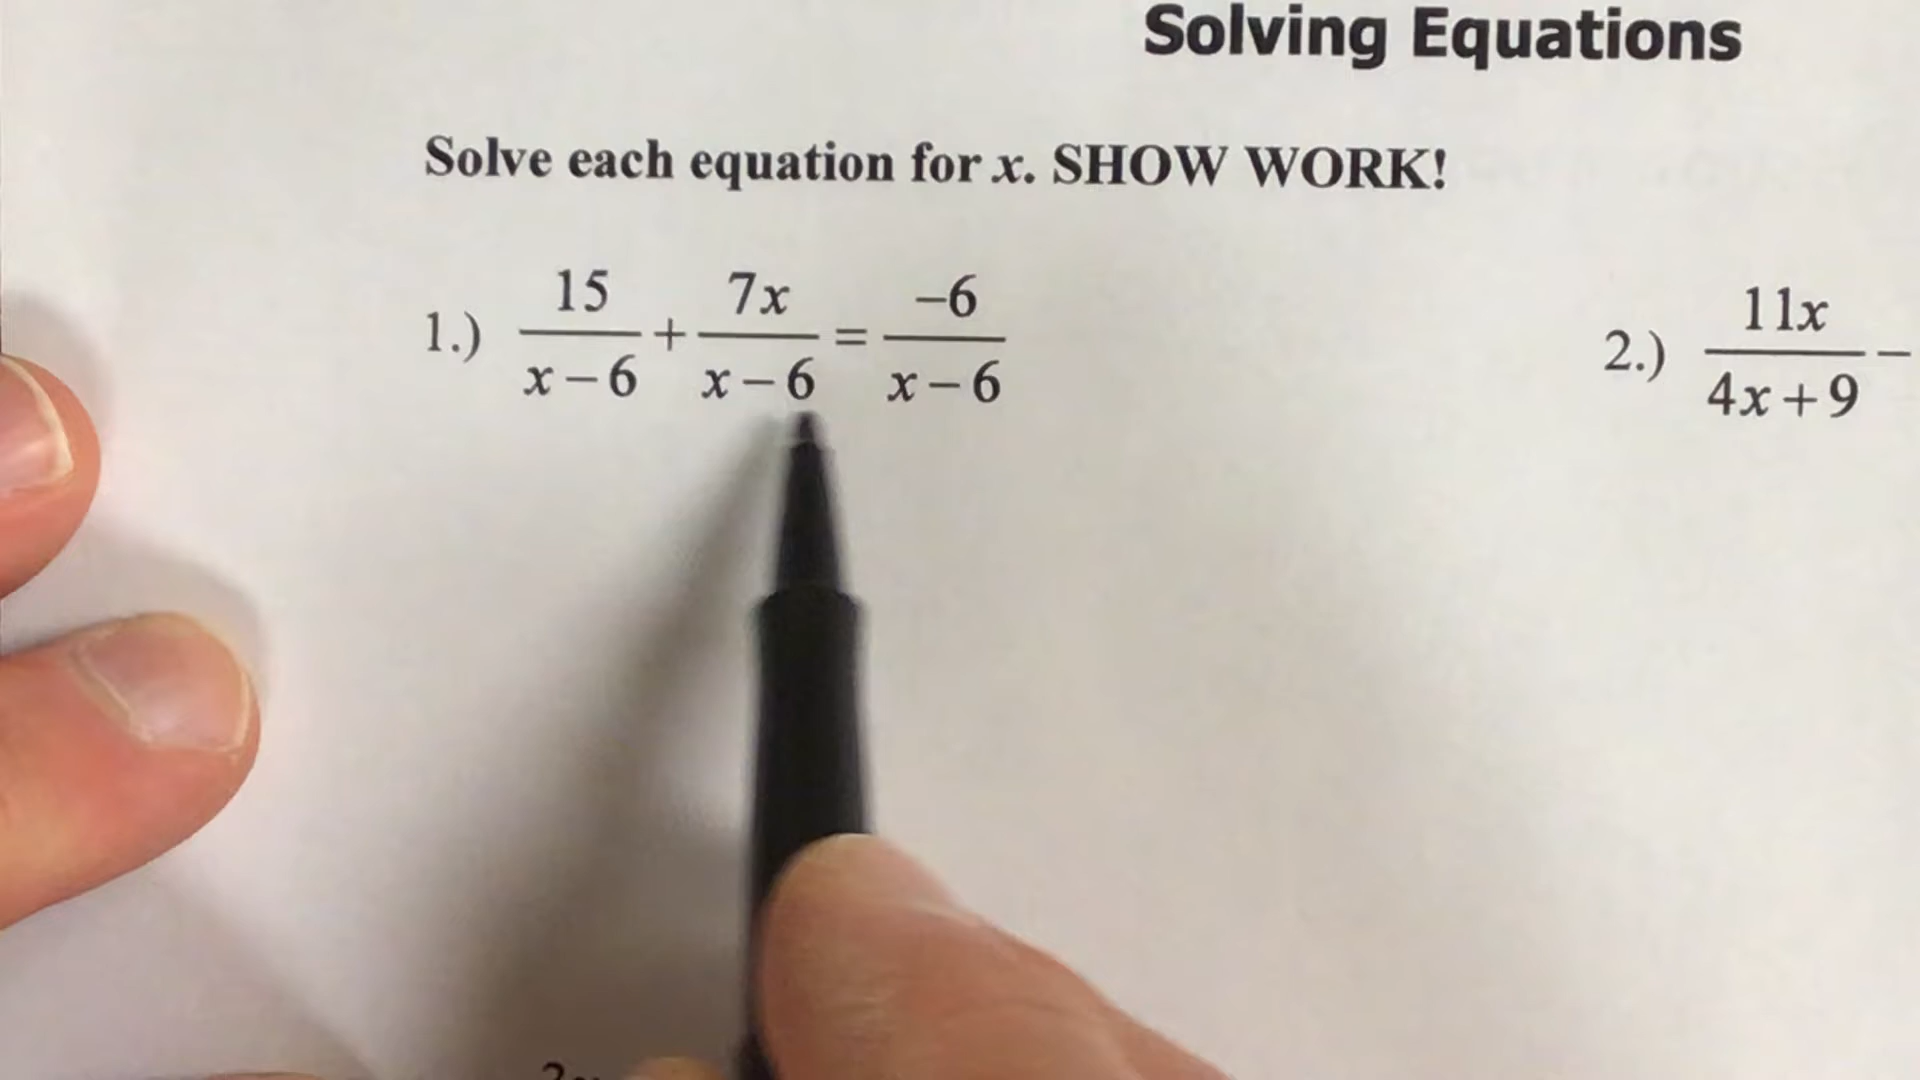 Solving Equations
Solve each equation for x. SHOW WORK!
1.) 15/(x − 6) + 7x/(x − 6) = −6/(x − 6)
2.) 11x/(4x + 9) −